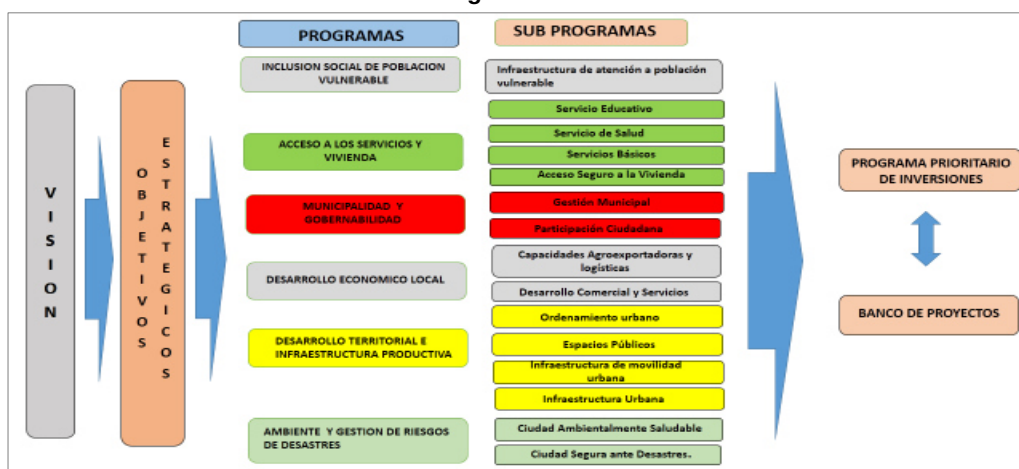 PROGRAMAS
SUB PROGRAMAS
INCLUSION SOCIAL DE POBLACION
VULNERABLE
Infraestructura de atención a población
vulnerable
Servicio Educativo
Servicio de Salud
ACCESO A LOS SERVICIOS Y
VIVIENDA
Servicios Básicos
Acceso Seguro a la Vivienda
MUNICIPALIDAD Y
GOBERNABILIDAD
Gestión Municipal
Participación Ciudadana
Capacidades Agroexportadoras y
logísticas
DESARROLLO ECONOMICO LOCAL
Desarrollo Comercial y Servicios
Ordenamiento urbano
DESARROLLO TERRITORIAL E
INFRAESTRUCTURA PRODUCTIVA
Espacios Públicos
Infraestructura de movilidad
urbana
Infraestructura Urbana
AMBIENTE Y GESTION DE RIESGOS
DE DESASTRES
Ciudad Ambientalmente Saludable
Ciudad Segura ante Desastres.
VISION
OBJETIVOS
ESTRATEGICOS
PROGRAMA PRIORITARIO
DE INVERSIONES
BANCO DE PROYECTOS